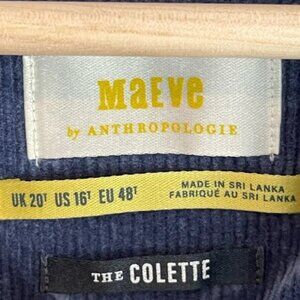 MAEVE
by ANTHROPOLOGIE
UK 20T US 16T EU 48T
MADE IN SRI LANKA
FABRIQUÉ AU SRI LANKA
THE COLETTE